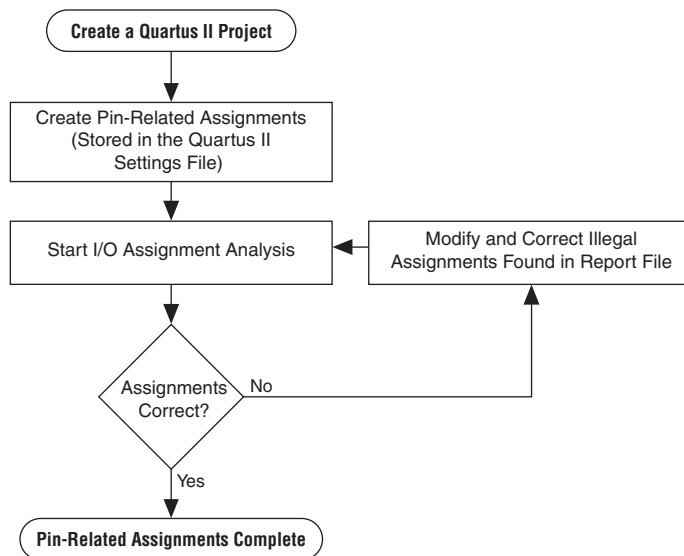 Create a Quartus II Project
Create Pin-Related Assignments
(Stored in the Quartus II
Settings File)
Start I/O Assignment Analysis
Modify and Correct Illegal
Assignments Found in Report File
Assignments
Correct?
No
Yes
Pin-Related Assignments Complete